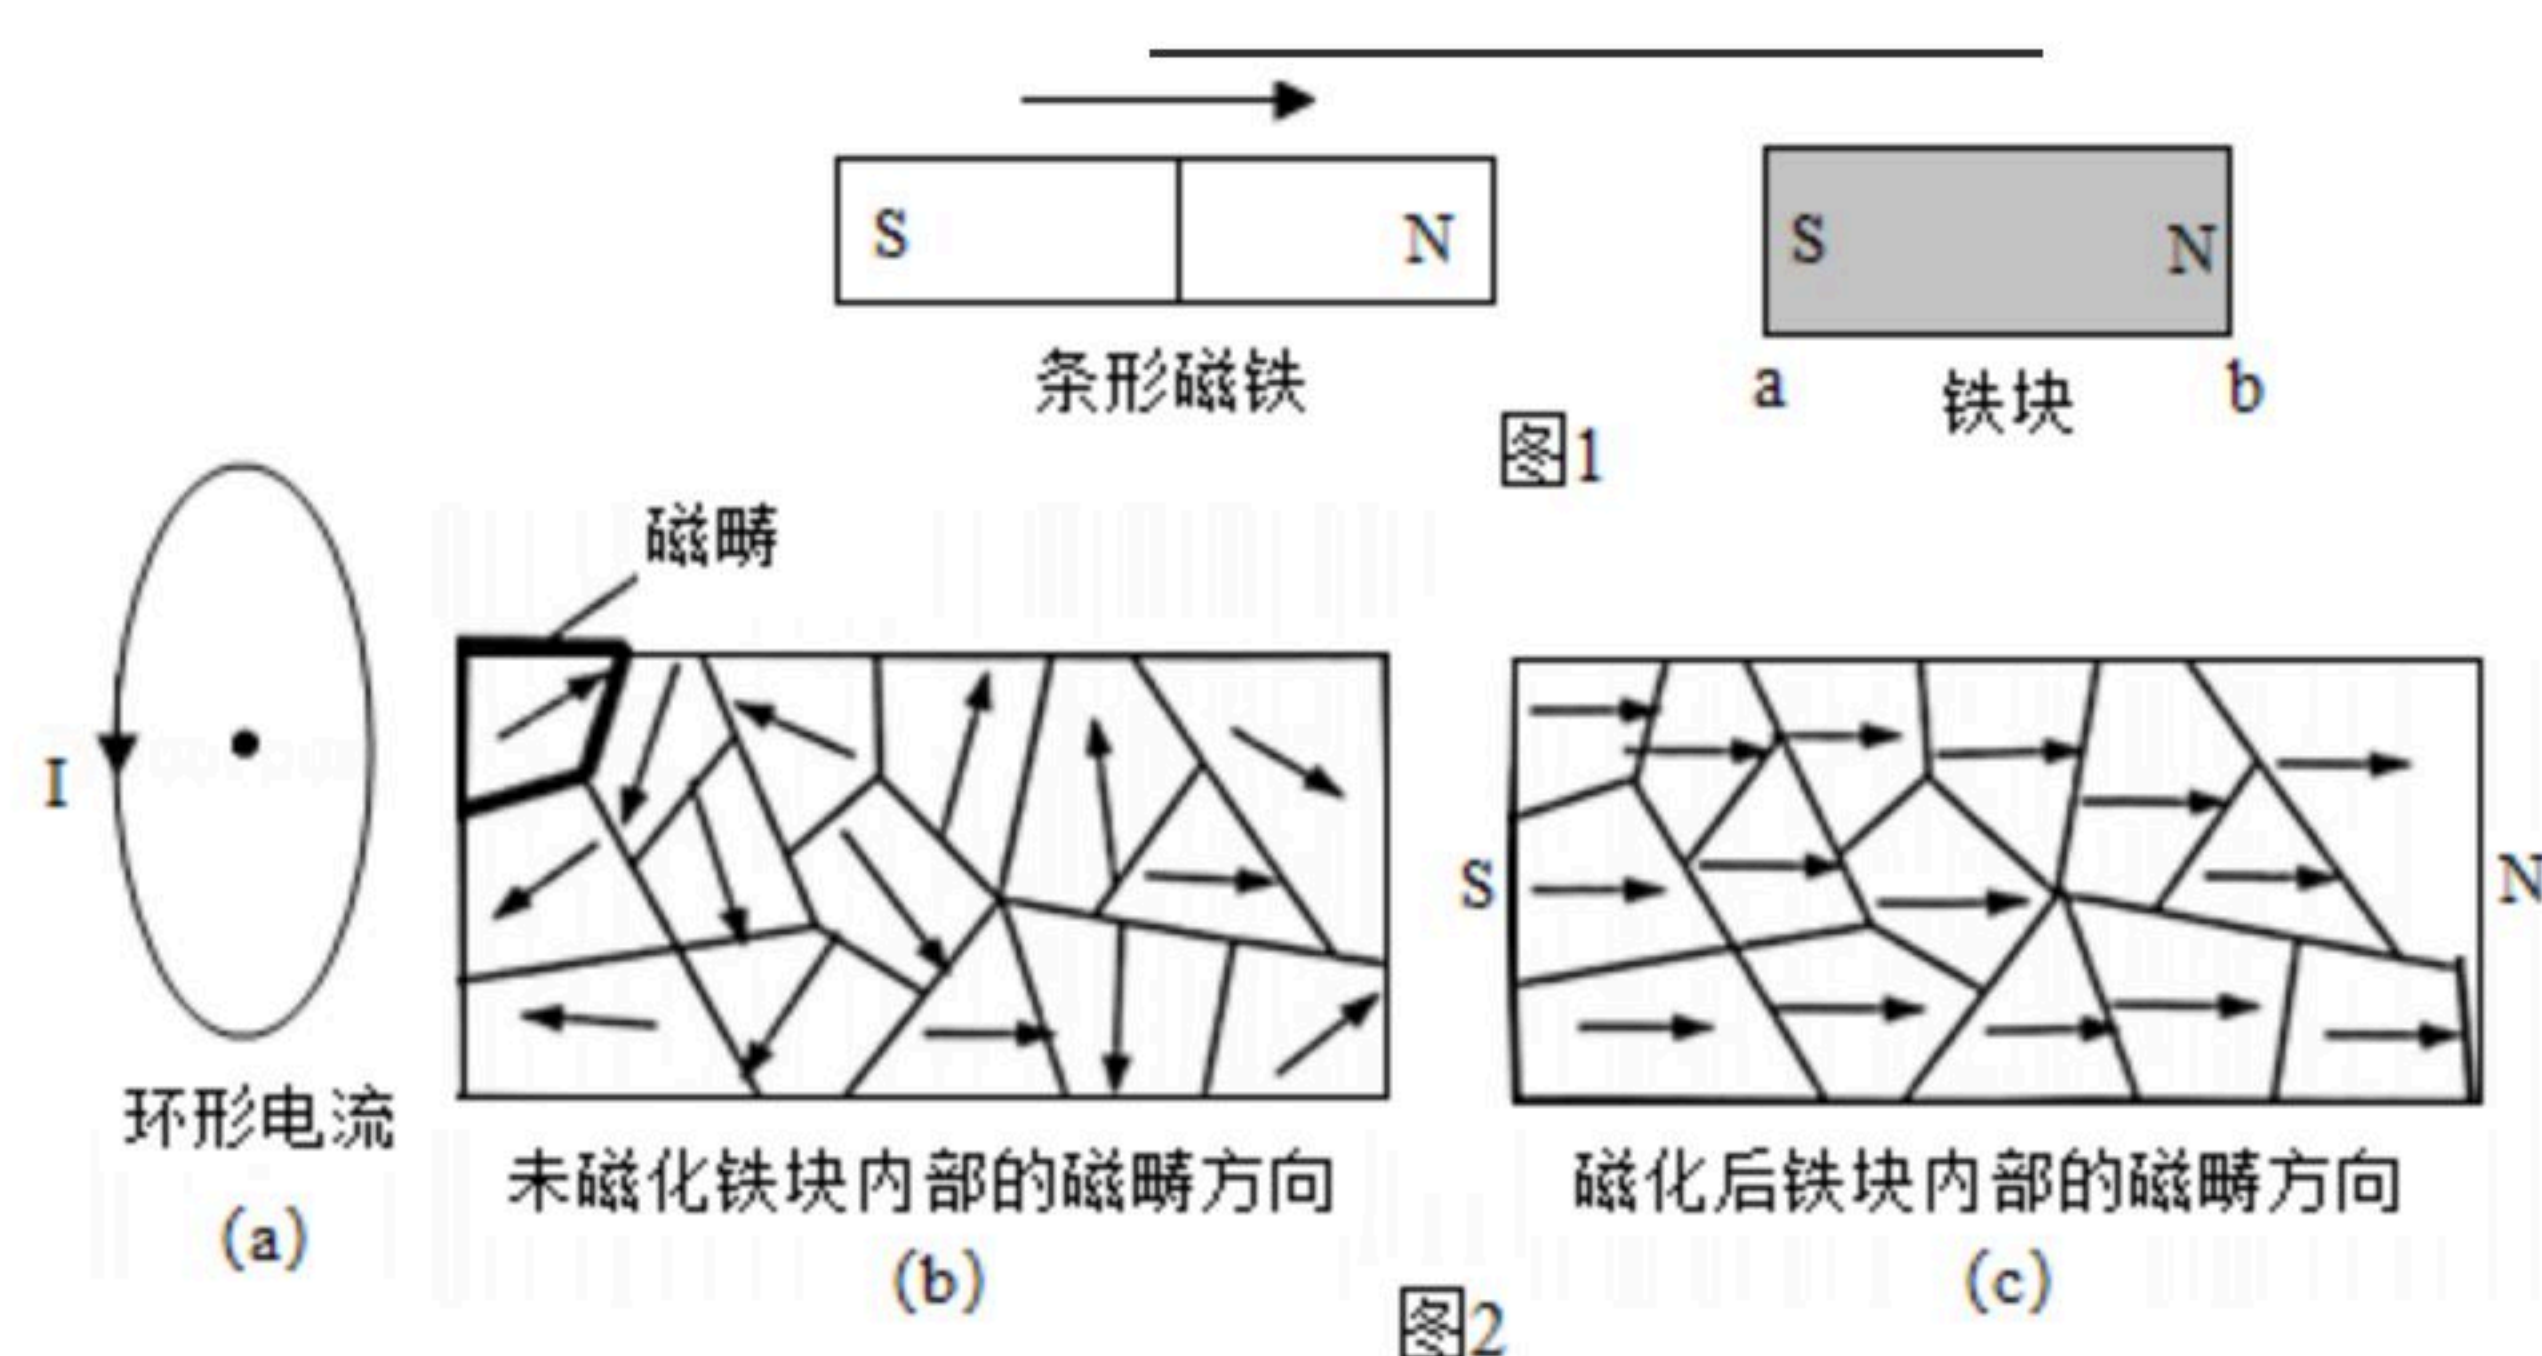 S N S N
条形磁铁 a 铁块 b
图1
磁畴
I
S N
环形电流 未磁化铁块内部的磁畴方向 磁化后铁块内部的磁畴方向
(a) (b) (c)
图2